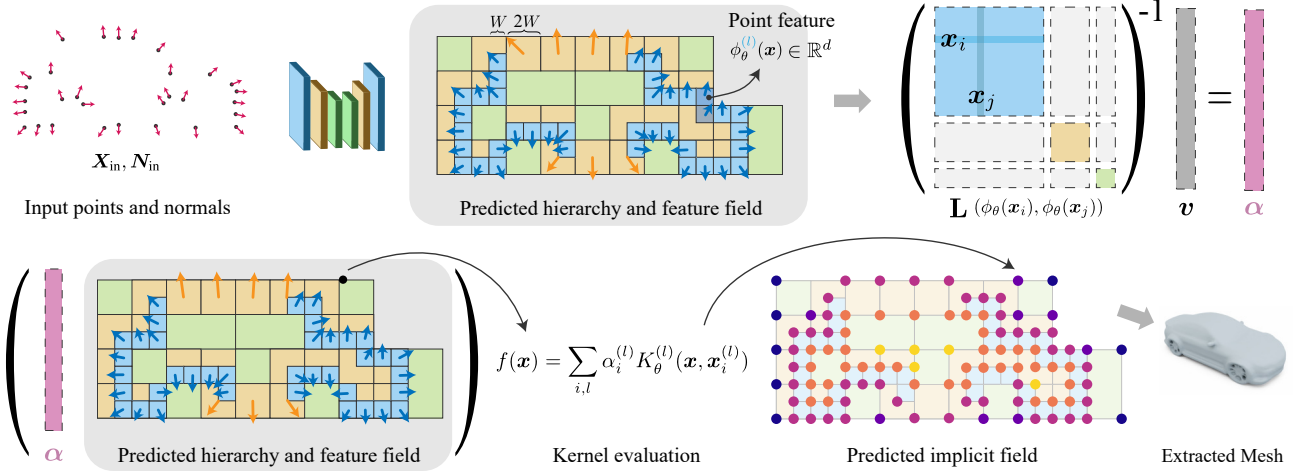 W 2W
Point feature
ϕ_θ^{(l)}(x) ∈ ℝ^d
X_in, N_in
Input points and normals
Predicted hierarchy and feature field
x_i
x_j
-1
=
L (ϕ_θ(x_i), ϕ_θ(x_j))
v
α
α
Predicted hierarchy and feature field
f(x) = ∑_{i,l} α_i^{(l)} K_θ^{(l)}(x, x_i^{(l)})
Kernel evaluation
Predicted implicit field
Extracted Mesh